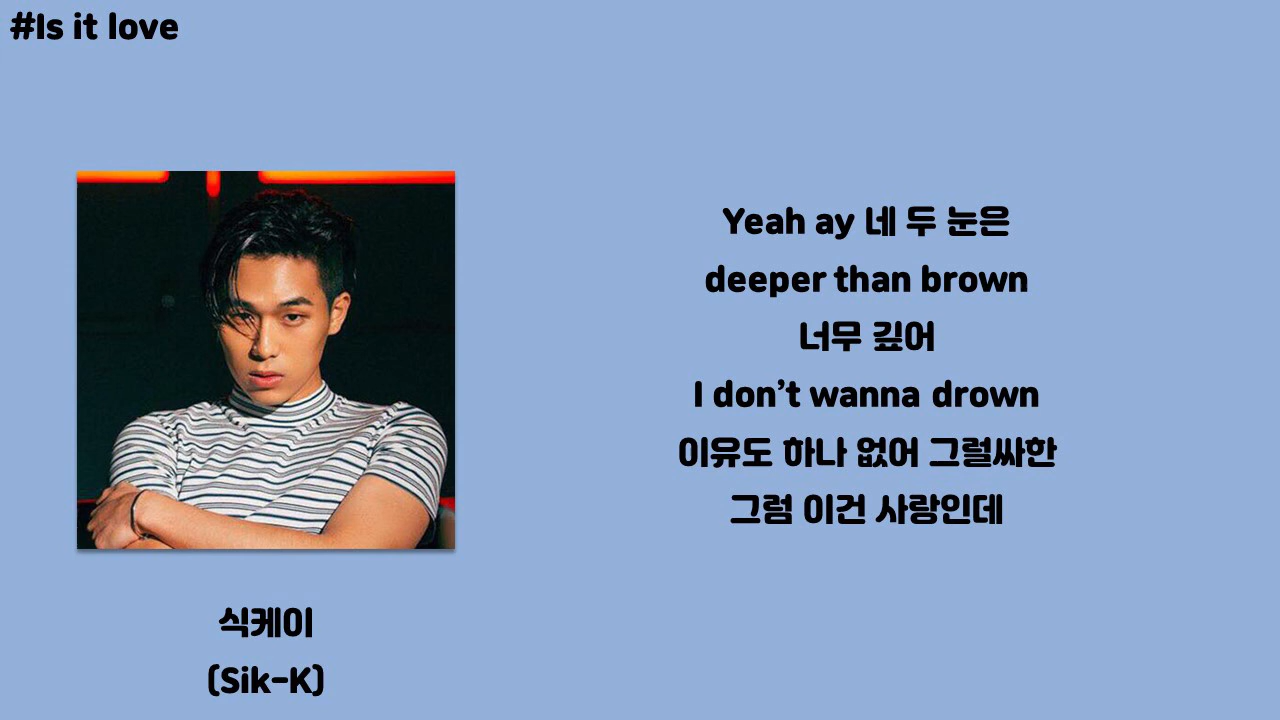 #Is it love
Yeah ay 네 두 눈은
deeper than brown
너무 깊어
I don’t wanna drown
이유도 하나 없어 그럴싸한
그럼 이건 사랑인데
식케이
(Sik-K)